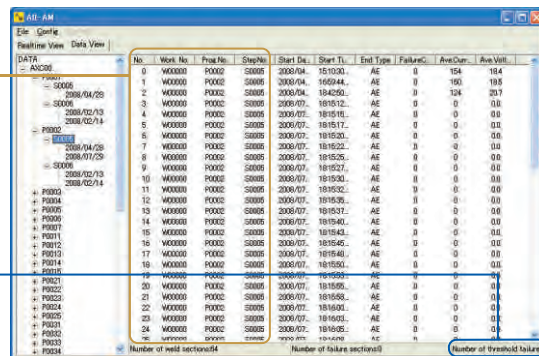 AII-AM
File Config
Realtime View Data View
DATA
AXC00
P0001
S0005
2008/04/28
S0006
2008/02/13
2008/02/14
P0002
S0005
2008/04/28
2008/07/29
S0006
2008/02/13
2008/02/14
P0003
P0004
P0005
P0006
P0007
P0011
P0012
P0013
P0014
P0015
P0021
P0022
P0023
P0024
P0025
P0031
P0032
P0033
P0034
No. Work No. Prog.No. StepNo. Start Da... Start Ti... End Type FailureC... Ave.Curr... Ave.Volt...
0 W00000 P0002 S0005 2008/04... AE 0 154 18.4
1 W00000 P0002 S0005 2008/04... AE 0 150 18.5
2 W00000 P0002 S0005 2008/04... 184250... AE 0 124 20.7
3 W00000 P0002 S0005 2008/07... 181512... AE 0 0 0.0
4 W00000 P0002 S0005 2008/07... 181515... AE 0 0 0.0
5 W00000 P0002 S0005 2008/07... 181517... AE 0 0 0.0
6 W00000 P0002 S0005 2008/07... 181520... AE 0 0 0.0
7 W00000 P0002 S0005 2008/07... 181522... AE 0 0 0.0
8 W00000 P0002 S0005 2008/07... 181525... AE 0 0 0.0
9 W00000 P0002 S0005 2008/07... 181527... AE 0 0 0.0
10 W00000 P0002 S0005 2008/07... 181530... AE 0 0 0.0
11 W00000 P0002 S0005 2008/07... 181532... AE 0 0 0.0
12 W00000 P0002 S0005 2008/07... 181535... AE 0 0 0.0
13 W00000 P0002 S0005 2008/07... 181537... AE 0 0 0.0
14 W00000 P0002 S0005 2008/07... 181540... AE 0 0 0.0
15 W00000 P0002 S0005 2008/07... 181543... AE 0 0 0.0
16 W00000 P0002 S0005 2008/07... 181545... AE 0 0 0.0
17 W00000 P0002 S0005 2008/07... 181548... AE 0 0 0.0
18 W00000 P0002 S0005 2008/07... 181550... AE 0 0 0.0
19 W00000 P0002 S0005 2008/07... 181553... AE 0 0 0.0
20 W00000 P0002 S0005 2008/07... 181555... AE 0 0 0.0
21 W00000 P0002 S0005 2008/07... 181558... AE 0 0 0.0
22 W00000 P0002 S0005 2008/07... 181600... AE 0 0 0.0
23 W00000 P0002 S0005 2008/07... 181603... AE 0 0 0.0
24 W00000 P0002 S0005 2008/07... 181605... AE 0 0 0.0
Number of weld sections:64 Number of failure sections:0 Number of threshold failure